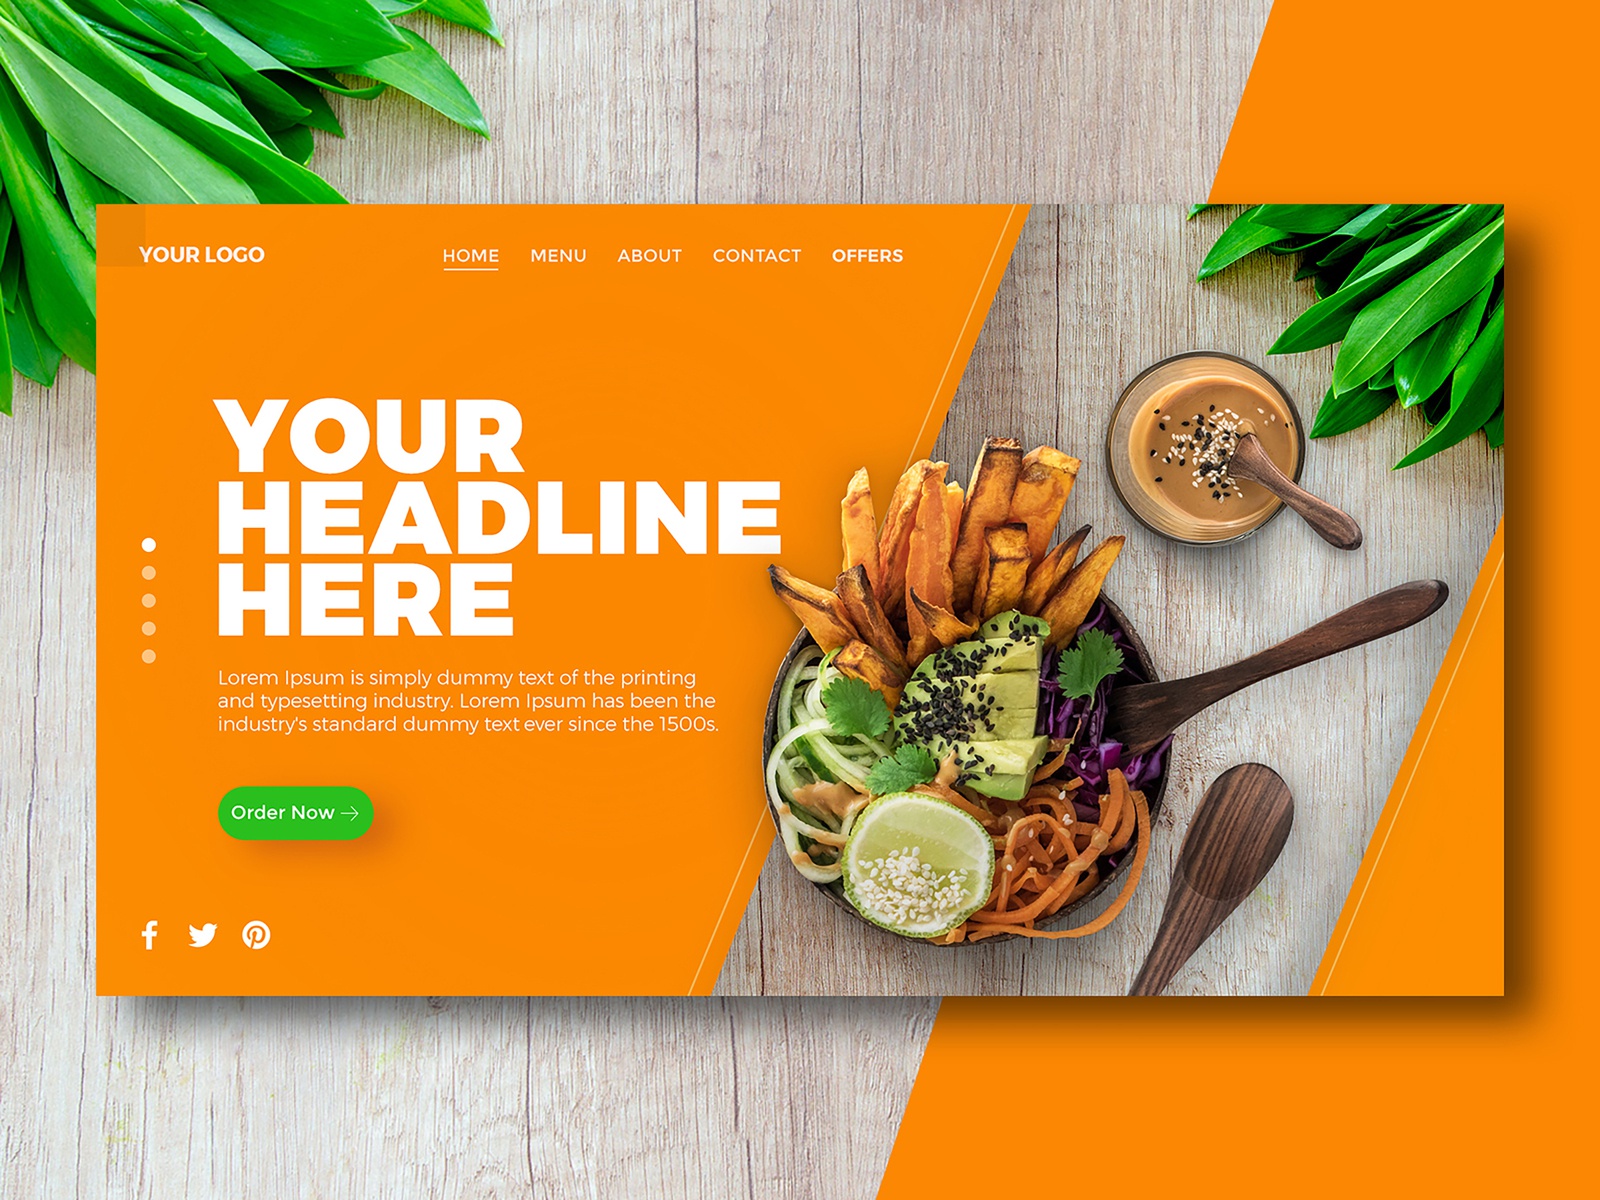 YOUR LOGO
HOME MENU ABOUT CONTACT OFFERS
YOUR
HEADLINE
HERE
Lorem Ipsum is simply dummy text of the printing
and typesetting industry. Lorem Ipsum has been the
industry's standard dummy text ever since the 1500s.
Order Now →